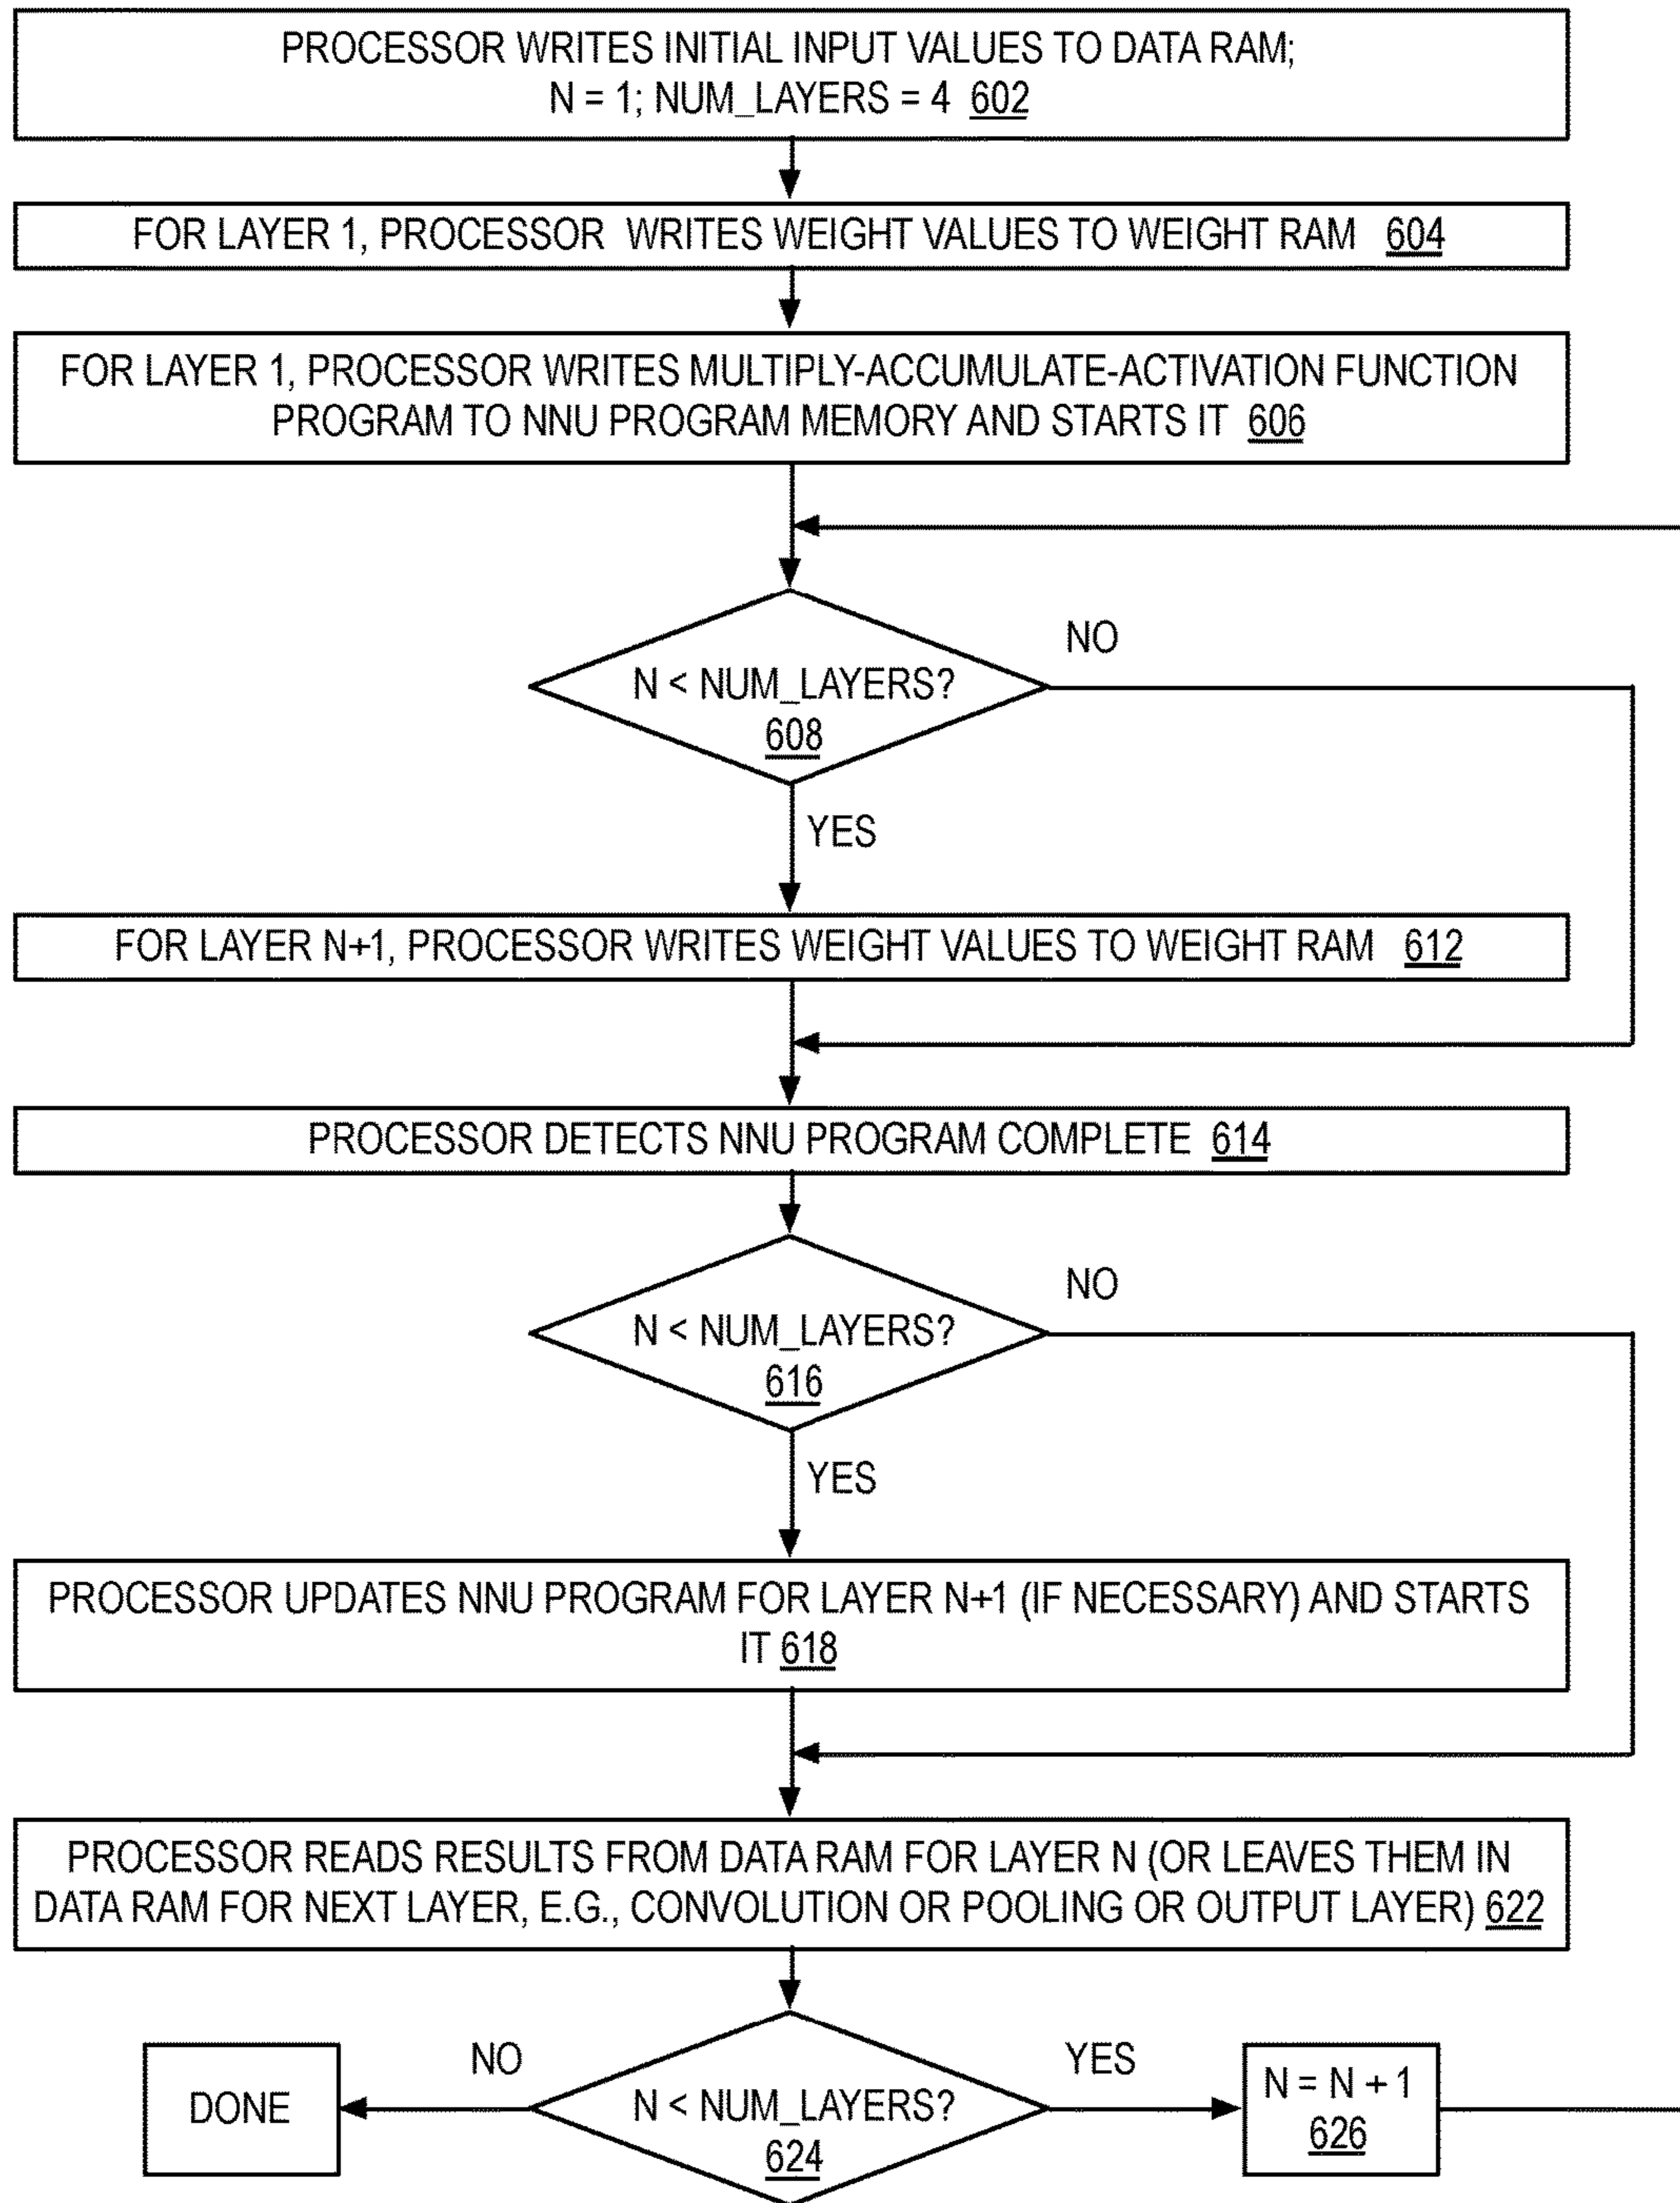 PROCESSOR WRITES INITIAL INPUT VALUES TO DATA RAM;
N = 1; NUM_LAYERS = 4 602
FOR LAYER 1, PROCESSOR WRITES WEIGHT VALUES TO WEIGHT RAM 604
FOR LAYER 1, PROCESSOR WRITES MULTIPLY-ACCUMULATE-ACTIVATION FUNCTION
PROGRAM TO NNU PROGRAM MEMORY AND STARTS IT 606
NO
N < NUM_LAYERS?
608
YES
FOR LAYER N+1, PROCESSOR WRITES WEIGHT VALUES TO WEIGHT RAM 612
PROCESSOR DETECTS NNU PROGRAM COMPLETE 614
NO
N < NUM_LAYERS?
616
YES
PROCESSOR UPDATES NNU PROGRAM FOR LAYER N+1 (IF NECESSARY) AND STARTS
IT 618
PROCESSOR READS RESULTS FROM DATA RAM FOR LAYER N (OR LEAVES THEM IN
DATA RAM FOR NEXT LAYER, E.G., CONVOLUTION OR POOLING OR OUTPUT LAYER) 622
DONE
NO
N < NUM_LAYERS?
624
YES
N = N + 1
626